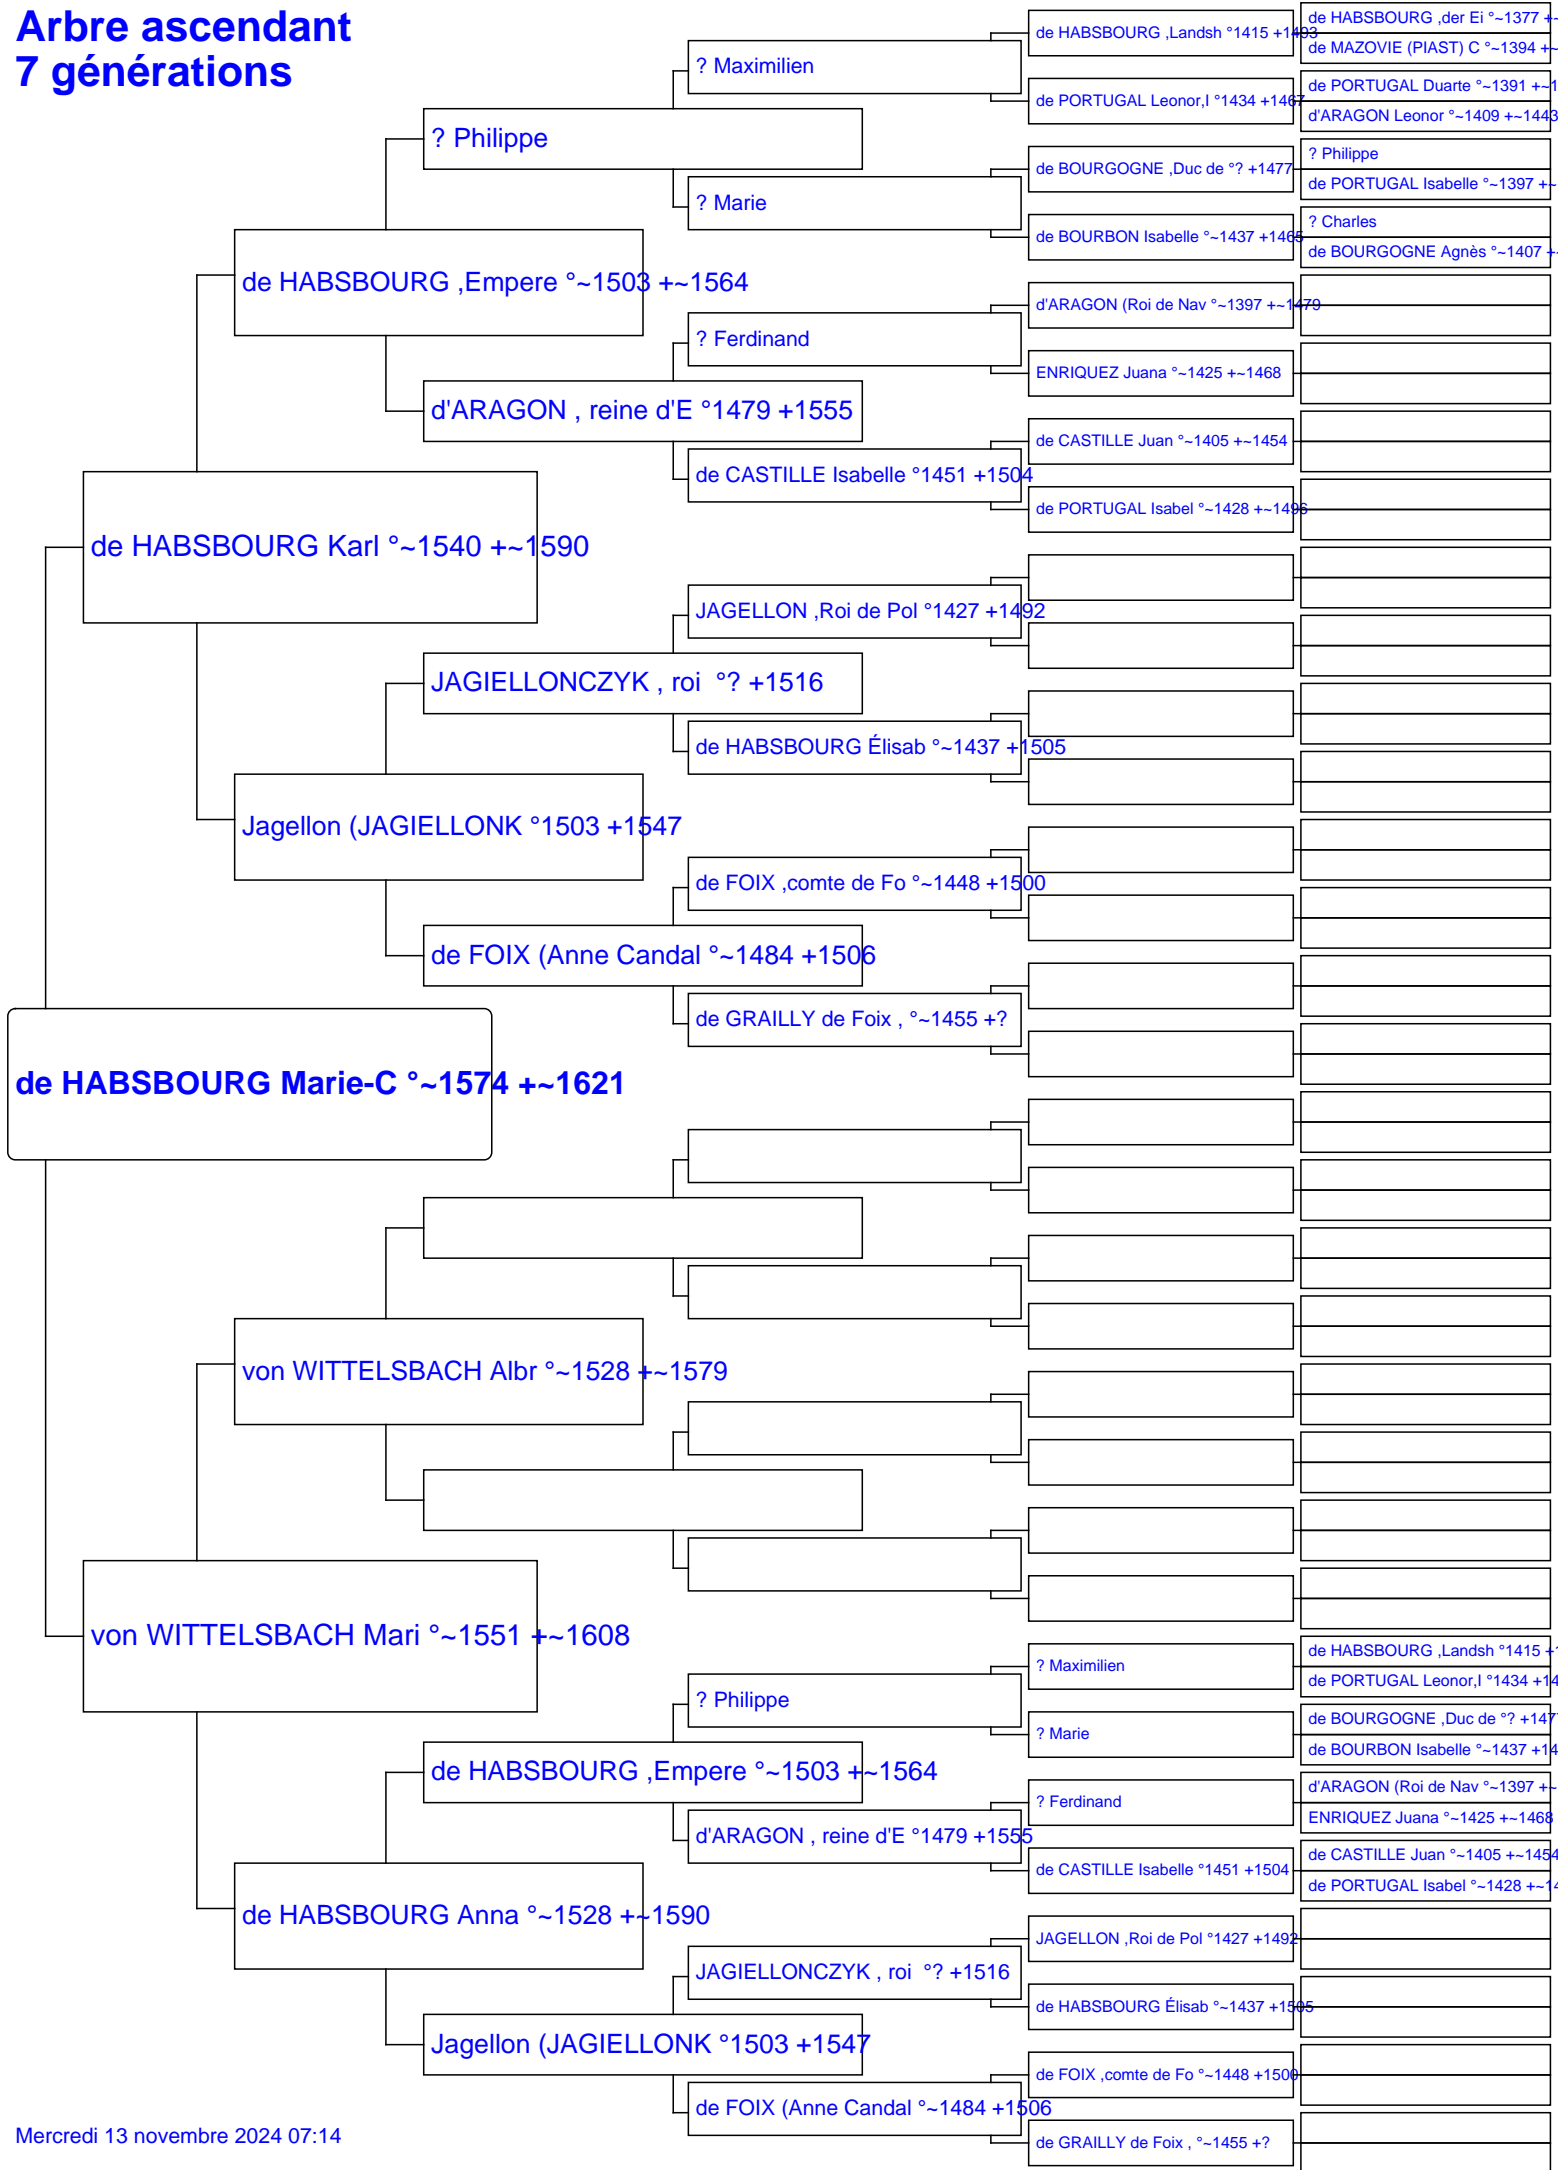 Arbre ascendant
7 générations
de HABSBOURG ,der Ei °~1377 +~
de HABSBOURG ,Landsh °1415 +1493
de MAZOVIE (PIAST) C °~1394 +~
? Maximilien
de PORTUGAL Duarte °~1391 +~1
de PORTUGAL Leonor,I °1434 +1467
d'ARAGON Leonor °~1409 +~1443
? Philippe
? Philippe
de BOURGOGNE ,Duc de °? +1477
de PORTUGAL Isabelle °~1397 +~
? Marie
? Charles
de BOURBON Isabelle °~1437 +1465
de BOURGOGNE Agnès °~1407 +~
de HABSBOURG ,Empere °~1503 +~1564
d'ARAGON (Roi de Nav °~1397 +~1479
? Ferdinand
ENRIQUEZ Juana °~1425 +~1468
d'ARAGON , reine d'E °1479 +1555
de CASTILLE Juan °~1405 +~1454
de CASTILLE Isabelle °1451 +1504
de PORTUGAL Isabel °~1428 +~1496
de HABSBOURG Karl °~1540 +~1590
JAGELLON ,Roi de Pol °1427 +1492
JAGIELLONCZYK , roi  °? +1516
de HABSBOURG Élisab °~1437 +1505
Jagellon (JAGIELLONK °1503 +1547
de FOIX ,comte de Fo °~1448 +1500
de FOIX (Anne Candal °~1484 +1506
de GRAILLY de Foix , °~1455 +?
de HABSBOURG Marie-C °~1574 +~1621
von WITTELSBACH Albr °~1528 +~1579
von WITTELSBACH Mari °~1551 +~1608
de HABSBOURG ,Landsh °1415 +1
? Maximilien
de PORTUGAL Leonor,I °1434 +14
? Philippe
de BOURGOGNE ,Duc de °? +1477
? Marie
de BOURBON Isabelle °~1437 +14
de HABSBOURG ,Empere °~1503 +~1564
d'ARAGON (Roi de Nav °~1397 +~
? Ferdinand
ENRIQUEZ Juana °~1425 +~1468
d'ARAGON , reine d'E °1479 +1555
de CASTILLE Juan °~1405 +~1454
de CASTILLE Isabelle °1451 +1504
de PORTUGAL Isabel °~1428 +~14
de HABSBOURG Anna °~1528 +~1590
JAGELLON ,Roi de Pol °1427 +1492
JAGIELLONCZYK , roi  °? +1516
de HABSBOURG Élisab °~1437 +1505
Jagellon (JAGIELLONK °1503 +1547
de FOIX ,comte de Fo °~1448 +1500
de FOIX (Anne Candal °~1484 +1506
de GRAILLY de Foix , °~1455 +?
Mercredi 13 novembre 2024 07:14